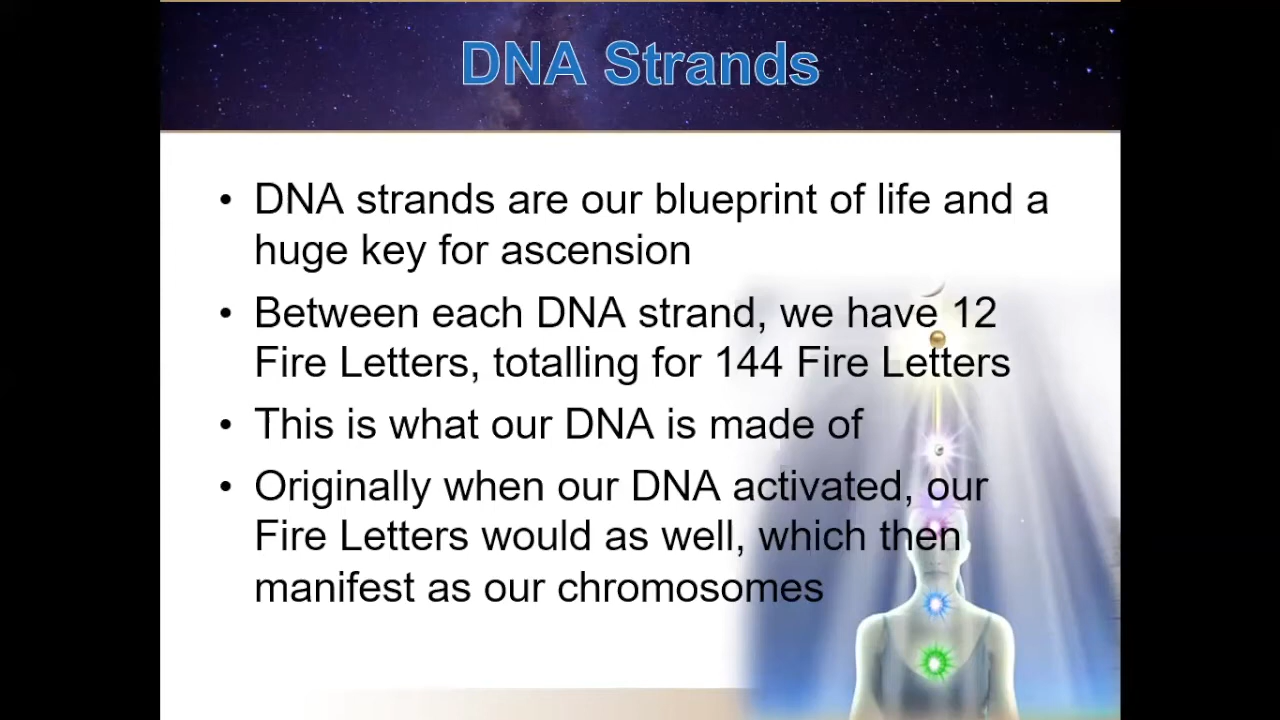 DNA Strands
• DNA strands are our blueprint of life and a
huge key for ascension
• Between each DNA strand, we have 12
Fire Letters, totalling for 144 Fire Letters
• This is what our DNA is made of
• Originally when our DNA activated, our
Fire Letters would as well, which then
manifest as our chromosomes